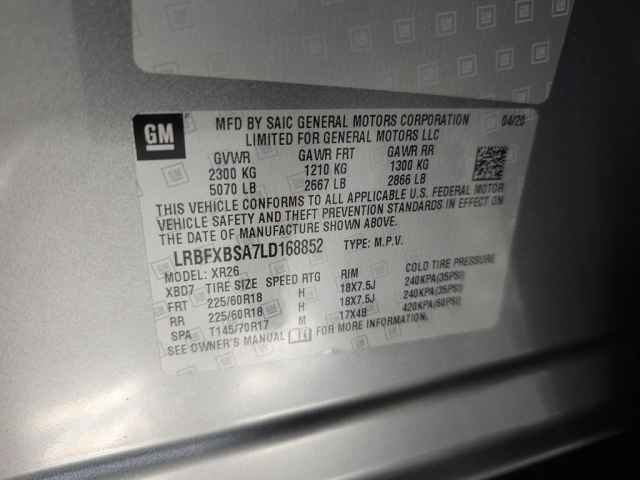 GM
MFD BY SAIC GENERAL MOTORS CORPORATION 04/20
LIMITED FOR GENERAL MOTORS LLC
GVWR GAWR FRT GAWR RR
2300 KG 1210 KG 1300 KG
5070 LB 2667 LB 2866 LB
THIS VEHICLE CONFORMS TO ALL APPLICABLE U.S. FEDERAL MOTOR
VEHICLE SAFETY AND THEFT PREVENTION STANDARDS IN EFFECT ON
THE DATE OF MANUFACTURE SHOWN ABOVE.
LRBFXBSA7LD168852 TYPE: M.P.V.
MODEL: XR26
XBD7 TIRE SIZE SPEED RTG RIM COLD TIRE PRESSURE
FRT 225/60R18 H 18X7.5J 240KPA(35PSI)
RR 225/60R18 H 18X7.5J 240KPA(35PSI)
SPA T145/70R17 M 17X4B 420KPA(60PSI)
SEE OWNER'S MANUAL FOR MORE INFORMATION.